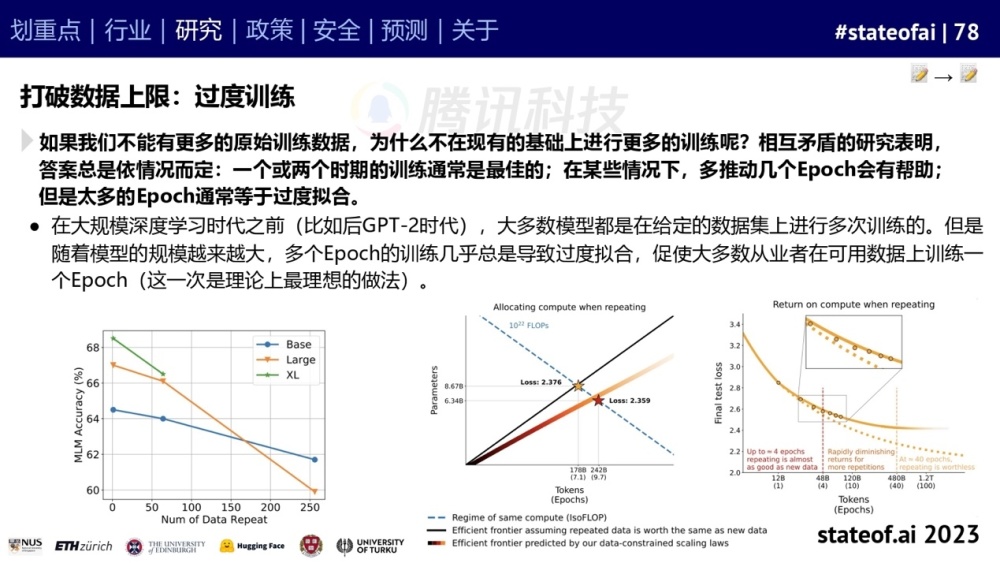 划重点 | 行业 | 研究 | 政策 | 安全 | 预测 | 关于
#stateofai | 78
→
打破数据上限：过度训练
腾讯科技
如果我们不能有更多的原始训练数据，为什么不在现有的基础上进行更多的训练呢？相互矛盾的研究表明，
答案总是依情况而定：一个或两个时期的训练通常是最佳的；在某些情况下，多推动几个Epoch会有帮助；
但是太多的Epoch通常等于过度拟合。
● 在大规模深度学习时代之前（比如后GPT-2时代），大多数模型都是在给定的数据集上进行多次训练的。但是
随着模型的规模越来越大，多个Epoch的训练几乎总是导致过度拟合，促使大多数从业者在可用数据上训练一
个Epoch（这一次是理论上最理想的做法）。
MLM Accuracy (%)
68
66
64
62
60
0 50 100 150 200 250
Num of Data Repeat
Base
Large
XL
Allocating compute when repeating
10²² FLOPs
Parameters
8.67B
6.34B
Loss: 2.376
Loss: 2.359
178B 242B
(7.1) (9.7)
Tokens
(Epochs)
Regime of same compute (IsoFLOP)
Efficient frontier assuming repeated data is worth the same as new data
Efficient frontier predicted by our data-constrained scaling laws
Return on compute when repeating
Final test loss
3.4
3.2
3.0
2.8
2.6
2.4
2.2
2.0
Up to ≈ 4 epochs
repeating is almost
as good as new data
Rapidly diminishing
returns for
more repetitions
At ≈ 40 epochs,
repeating is worthless
12B 48B 120B 480B 1.2T
(1) (4) (10) (40) (100)
Tokens
(Epochs)
NUS
ETH zürich
THE UNIVERSITY
of EDINBURGH
Hugging Face
UNIVERSITY
OF TURKU
stateof.ai 2023